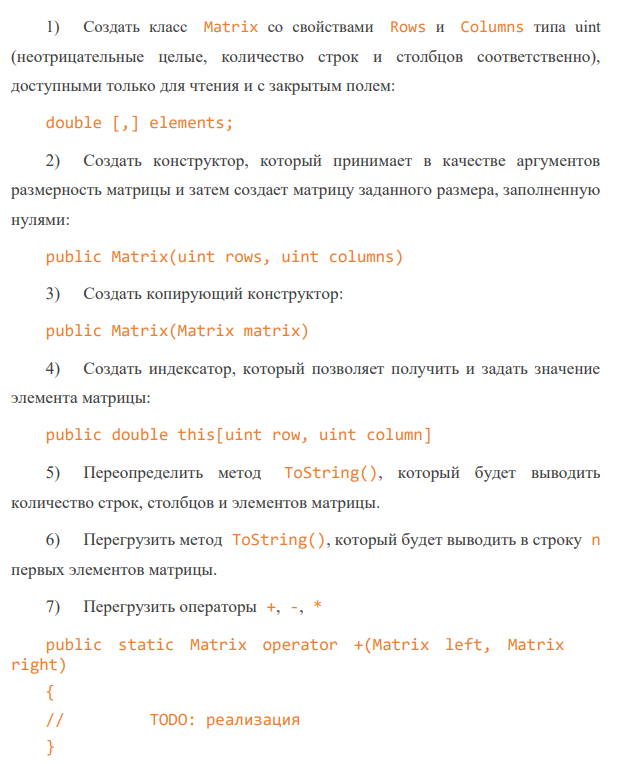 1) Создать класс Matrix со свойствами Rows и Columns типа uint
(неотрицательные целые, количество строк и столбцов соответственно),
доступными только для чтения и с закрытым полем:
double [,] elements;
2) Создать конструктор, который принимает в качестве аргументов
размерность матрицы и затем создает матрицу заданного размера, заполненную
нулями:
public Matrix(uint rows, uint columns)
3) Создать копирующий конструктор:
public Matrix(Matrix matrix)
4) Создать индексатор, который позволяет получить и задать значение
элемента матрицы:
public double this[uint row, uint column]
5) Переопределить метод ToString(), который будет выводить
количество строк, столбцов и элементов матрицы.
6) Перегрузить метод ToString(), который будет выводить в строку n
первых элементов матрицы.
7) Перегрузить операторы +, -, *
public static Matrix operator +(Matrix left, Matrix
right)
{
// TODO: реализация
}